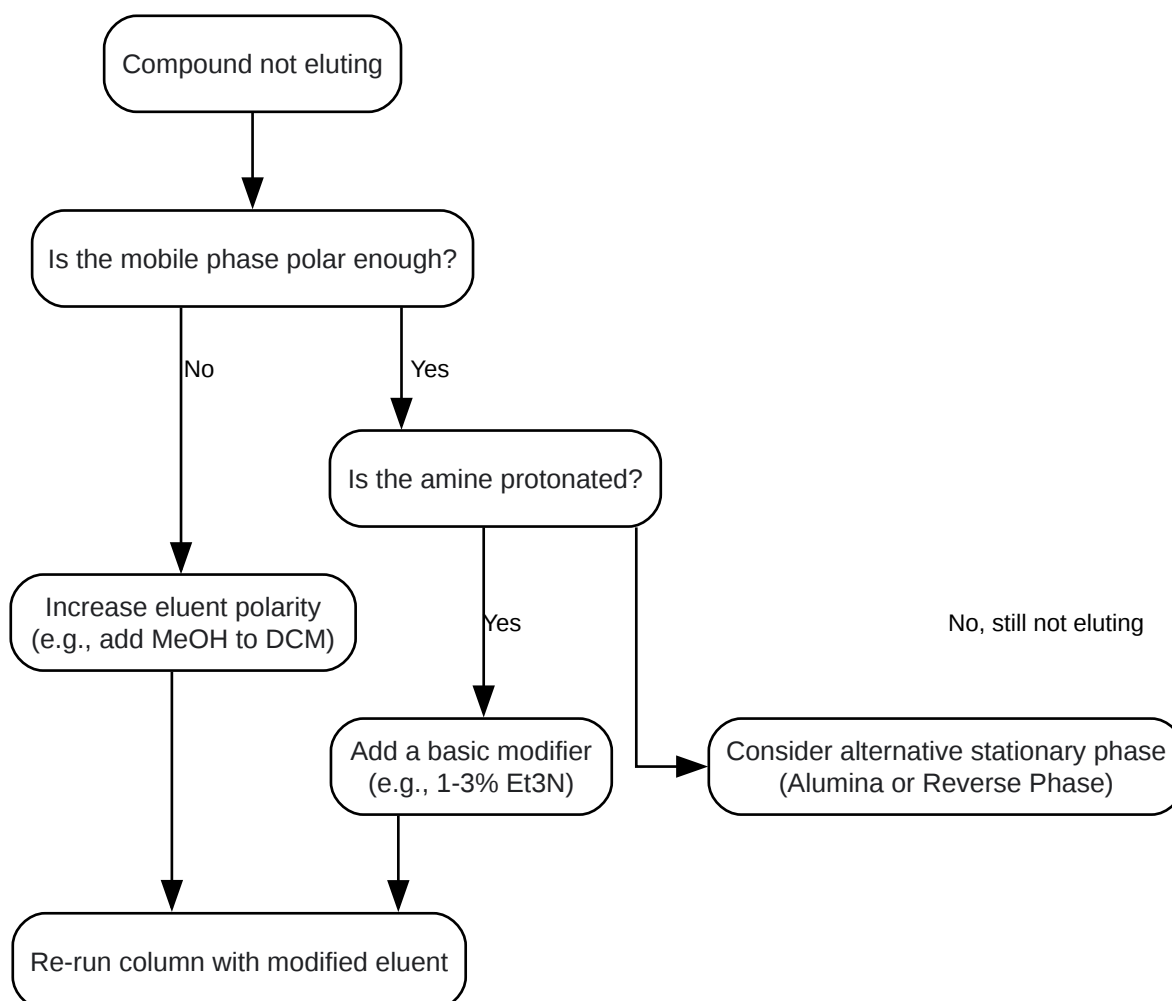 Compound not eluting
Is the mobile phase polar enough?
No
Yes
Is the amine protonated?
Increase eluent polarity
(e.g., add MeOH to DCM)
Yes
No, still not eluting
Add a basic modifier
(e.g., 1-3% Et3N)
Consider alternative stationary phase
(Alumina or Reverse Phase)
Re-run column with modified eluent